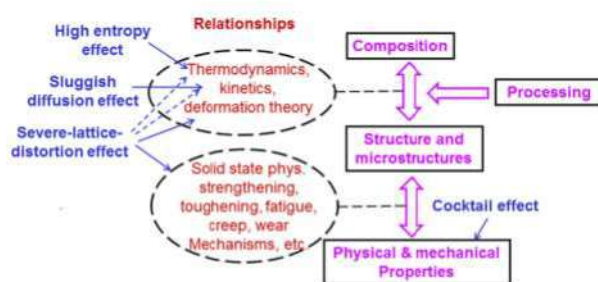 Relationships
High entropy
effect
Sluggish
diffusion effect
Severe-lattice-
distortion effect
Thermodynamics,
kinetics,
deformation theory
Solid state phys.
strengthening,
toughening, fatigue,
creep, wear
Mechanisms, etc
Composition
Processing
Structure and
microstructures
Cocktail effect
Physical & mechanical
Properties